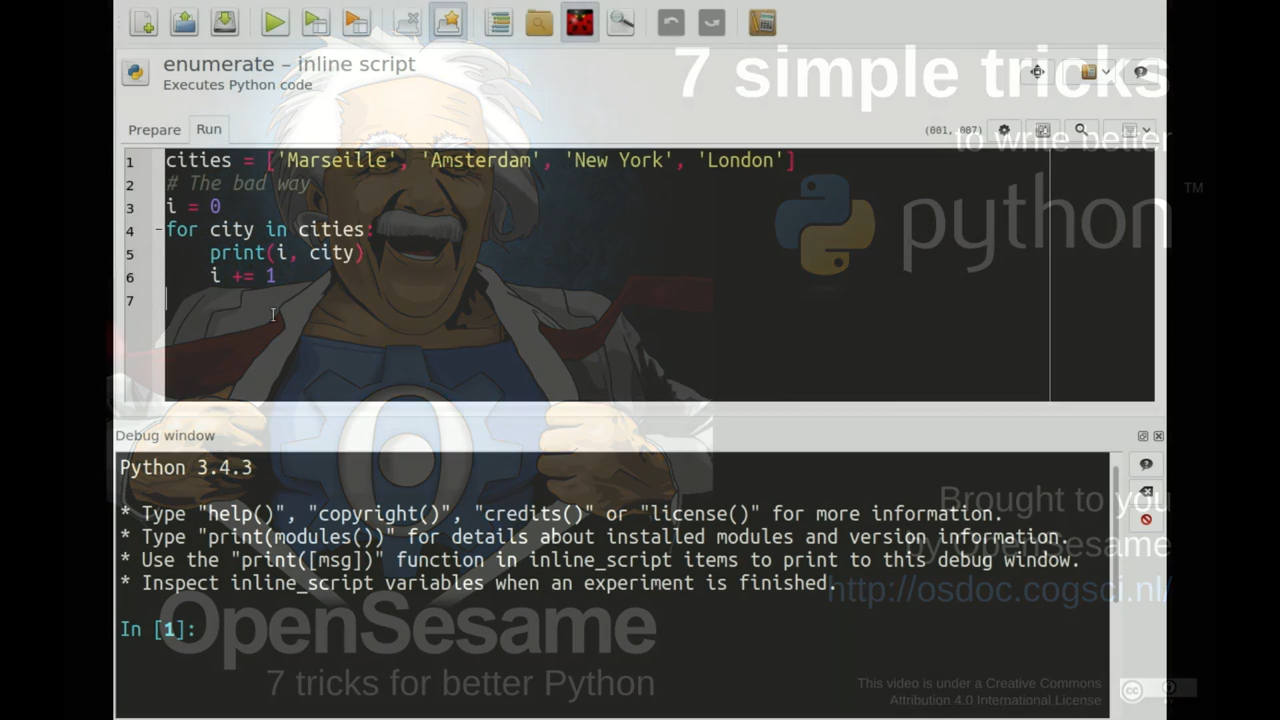 7 simple tricks
enumerate – inline script
Executes Python code
to write better
Prepare
Run
(001, 007)
1 cities = ['Marseille', 'Amsterdam', 'New York', 'London']
2 # The bad way
3 i = 0
4 for city in cities:
5 print(i, city)
6 i += 1
7
python
TM
Debug window
Python 3.4.3
* Type "help()", "copyright()", "credits()" or "license()" for more information.
* Type "print(modules())" for details about installed modules and version information.
* Use the "print([msg])" function in inline_script items to print to this debug window.
* Inspect inline_script variables when an experiment is finished.
In [1]:
Brought to you
by OpenSesame
http://osdoc.cogsci.nl/
OpenSesame
7 tricks for better Python
This video is under a Creative Commons
Attribution 4.0 International License
cc